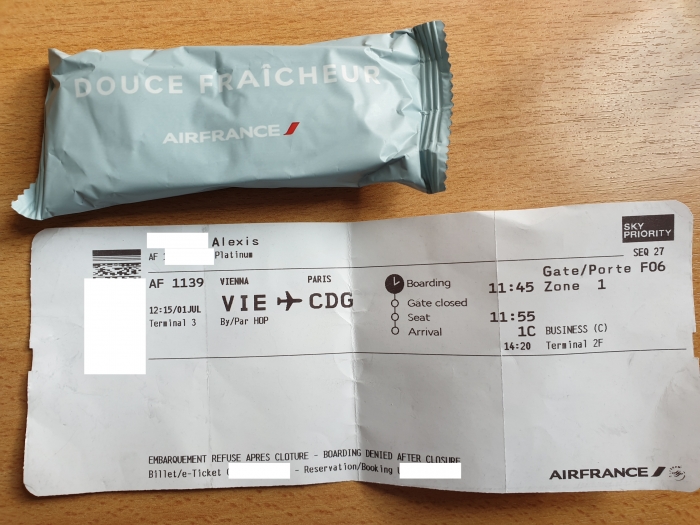 DOUCE FRAÎCHEUR
AIRFRANCE
SKY PRIORITY
Alexis
SEQ 27
AF 1 Platinum
Gate/Porte F06
AF 1139 VIENNA PARIS Boarding 11:45 Zone 1
VIE CDG
12:15/01JUL By/Par HOP Gate closed 11:55
Terminal 3 Seat 1C BUSINESS (C)
Arrival 14:20 Terminal 2F
EMBARQUEMENT REFUSE APRES CLOTURE - BOARDING DENIED AFTER CLOSURE
Billet/e-Ticket ( - Reservation/Booking (
AIRFRANCE